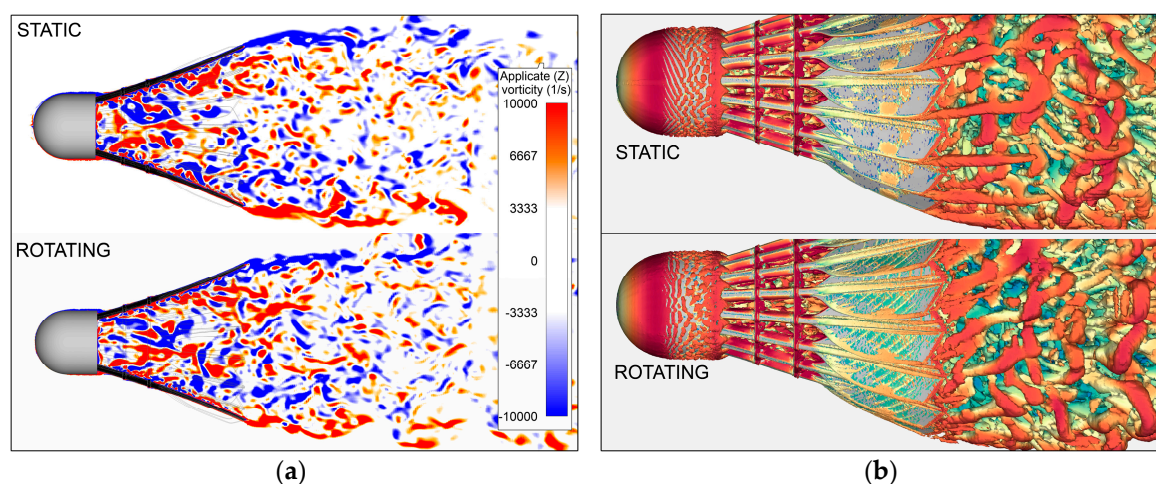 STATIC
Applicate (Z)
vorticity (1/s)
10000
6667
3333
0
-3333
-6667
-10000
ROTATING
(a)
STATIC
ROTATING
(b)